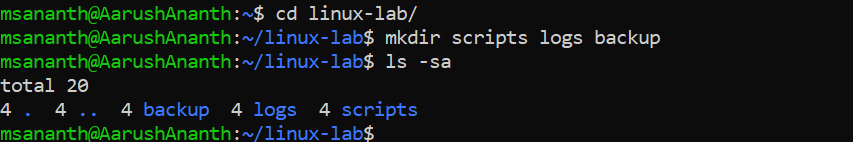 msananth@AarushAnanth:~$ cd linux-lab/
msananth@AarushAnanth:~/linux-lab$ mkdir scripts logs backup
msananth@AarushAnanth:~/linux-lab$ ls -sa
total 20
4 .  4 ..  4 backup  4 logs  4 scripts
msananth@AarushAnanth:~/linux-lab$